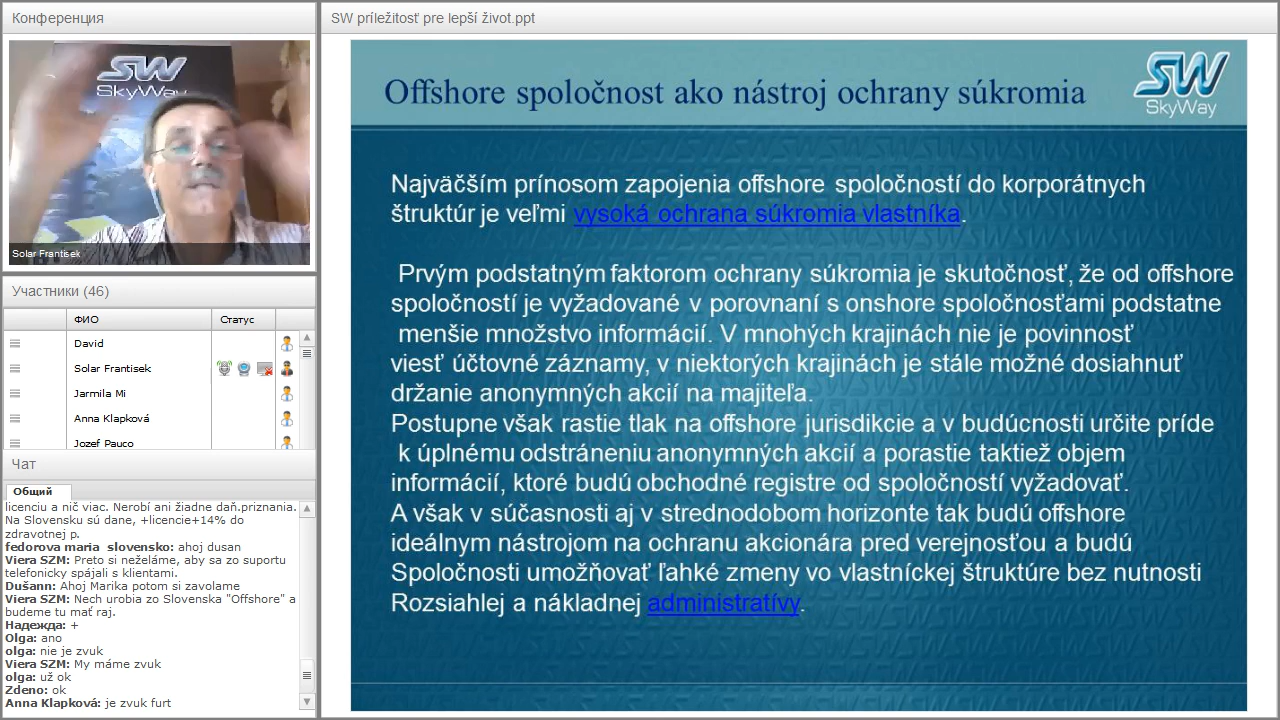 Конференция
SW
SkyWay
Solar Frantisek
Участники (46)
ФИО
Статус
David
Solar Frantisek
Jarmila Mi
Anna Klapková
Jozef Pauco
Чат
Общий
licenciu a nič viac. Nerobí ani žiadne daň.priznania.
Na Slovensku sú dane, +licencie+14% do
zdravotnej p.
fedorova maria slovensko: ahoj dusan
Viera SZM: Preto si neželáme, aby sa zo suportu
telefonicky spájali s klientami.
Dušann: Ahoj Marika potom si zavolame
Viera SZM: Nech urobia zo Slovenska "Offshore" a
budeme mať raj.
Hanexpa: ano
Olga: ano
olga: nie je zvuk
Viera SZM: My máme zvuk
olga: už ok
Zdeno: ok
Anna Klapková: je zvuk furt
SW príležitosť pre lepší život.ppt
Offshore spoločnost ako nástroj ochrany súkromia
SW
SkyWay
Najväčším prínosom zapojenia offshore spoločností do korporátnych
štruktúr je veľmi vysoká ochrana súkromia vlastníka.
Prvým podstatným faktorom ochrany súkromia je skutočnosť, že od offshore
spoločností je vyžadované v porovnaní s onshore spoločnosťami podstatne
menšie množstvo informácií. V mnohých krajinách nie je povinnosť
viesť účtovné záznamy, v niektorých krajinách je stále možné dosiahnuť
držanie anonymných akcií na majiteľa.
Postupne však rastie tlak na offshore jurisdikcie a v budúcnosti určite príde
k úplnému odstráneniu anonymných akcií a porastie taktiež objem
informácií, ktoré budú obchodné registre od spoločností vyžadovať.
A však v súčasnosti aj v strednodobom horizonte tak budú offshore
ideálnym nástrojom na ochranu akcionára pred verejnosťou a budú
Spoločnosti umožňovať ľahké zmeny vo vlastníckej štruktúre bez nutnosti
Rozsiahlej a nákladnej administratívy.